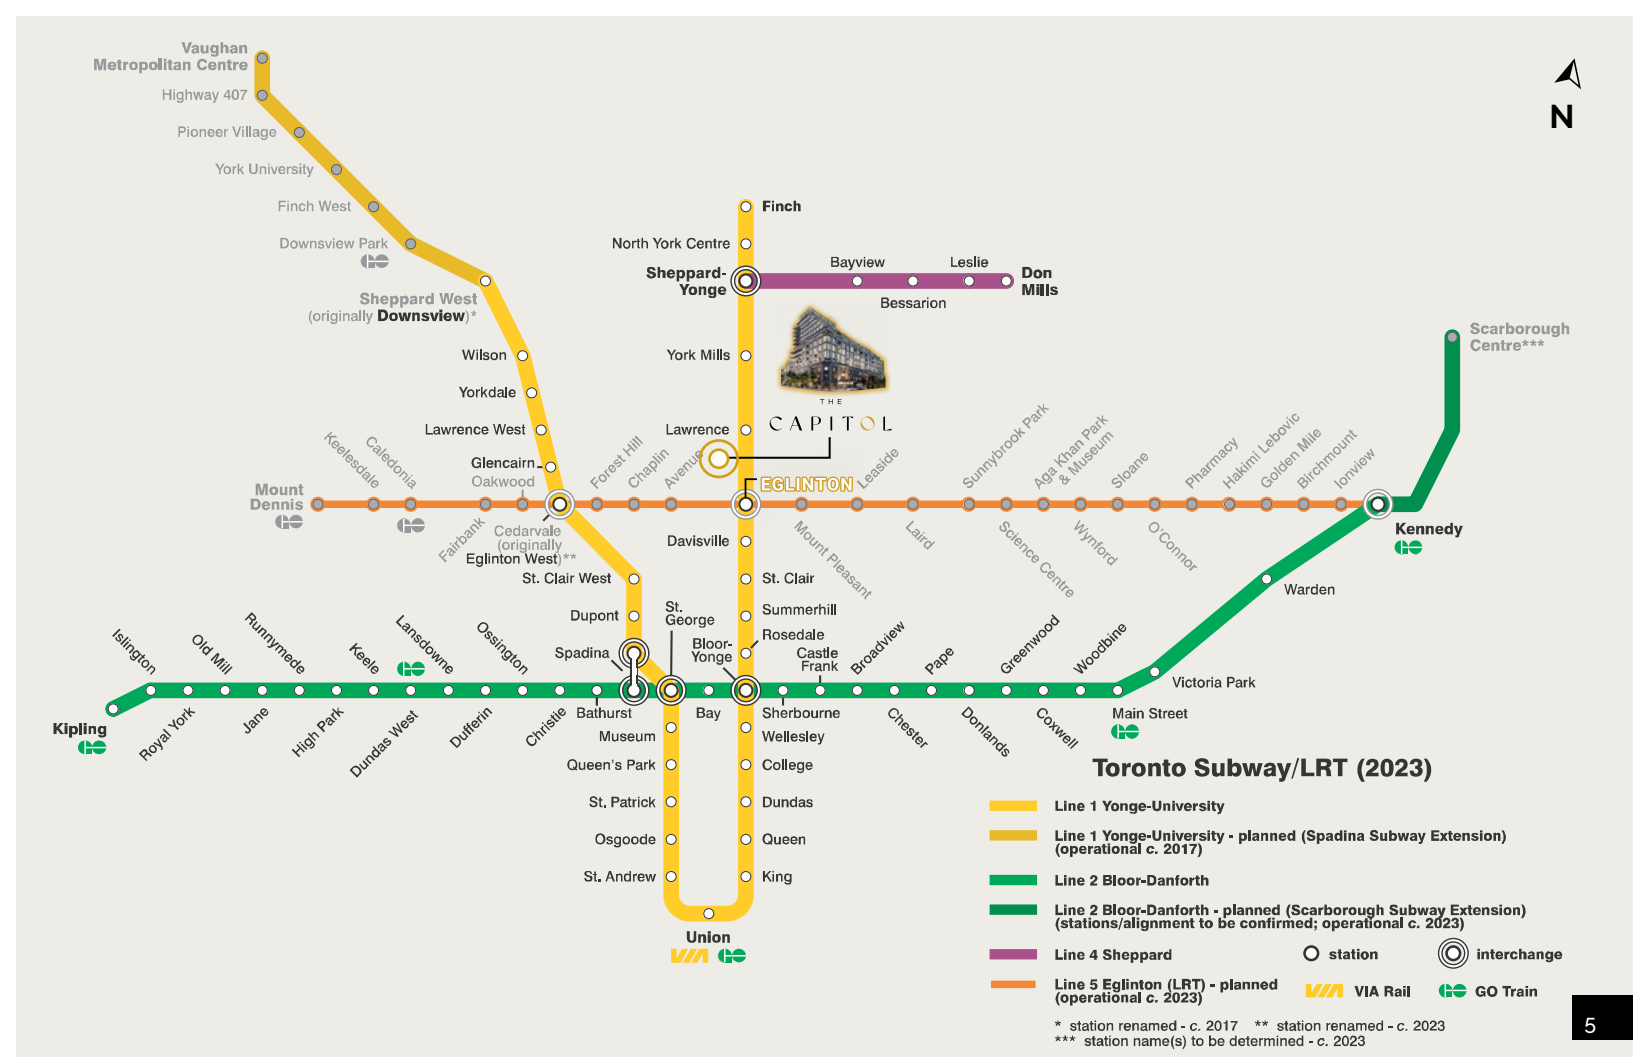 Vaughan
Metropolitan Centre
Highway 407
Pioneer Village
York University
Finch West
Downsview Park
Sheppard West
(originally Downsview)*
Wilson
Yorkdale
Lawrence West
Glencairn
Oakwood
Cedarvale
(originally
Eglinton West)**
St. Clair West
Dupont
Spadina
St.
George
Bloor-
Yonge
Finch
North York Centre
Sheppard-
Yonge
Bayview
Bessarion
Leslie
Don
Mills
York Mills
THE
CAPITOL
Lawrence
EGLINTON
N
Scarborough
Centre***
Mount
Dennis
Keelesdale
Caledonia
Fairbank
Forest Hill
Chaplin
Avenue
Mount Pleasant
Leaside
Laird
Sunnybrook Park
Science Centre
Aga Khan Park
& Museum
Wynford
Sloane
O'Connor
Pharmacy
Hakimi Lebovic
Golden Mile
Birchmount
Ionview
Kennedy
Warden
Victoria Park
Davisville
St. Clair
Summerhill
Rosedale
Castle
Frank
Kipling
Islington
Royal York
Old Mill
Jane
Runnymede
High Park
Keele
Dundas West
Lansdowne
Dufferin
Ossington
Christie
Bathurst
Bay
Sherbourne
Broadview
Chester
Pape
Donlands
Greenwood
Coxwell
Woodbine
Main Street
Museum
Queen's Park
St. Patrick
Osgoode
St. Andrew
Wellesley
College
Dundas
Queen
King
Union
VIA GO
Toronto Subway/LRT (2023)
Line 1 Yonge-University
Line 1 Yonge-University - planned (Spadina Subway Extension)
(operational c. 2017)
Line 2 Bloor-Danforth
Line 2 Bloor-Danforth - planned (Scarborough Subway Extension)
(stations/alignment to be confirmed; operational c. 2023)
Line 4 Sheppard
station
interchange
Line 5 Eglinton (LRT) - planned
(operational c. 2023)
VIA VIA Rail
GO GO Train
* station renamed - c. 2017 ** station renamed - c. 2023
*** station name(s) to be determined - c. 2023
5